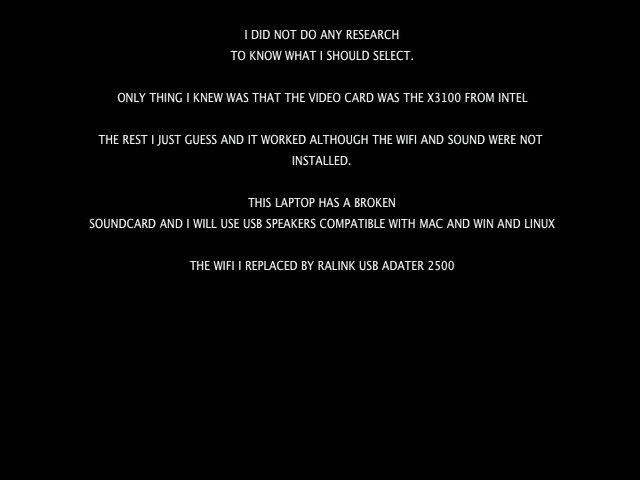 I DID NOT DO ANY RESEARCH
TO KNOW WHAT I SHOULD SELECT.
ONLY THING I KNEW WAS THAT THE VIDEO CARD WAS THE X3100 FROM INTEL
THE REST I JUST GUESS AND IT WORKED ALTHOUGH THE WIFI AND SOUND WERE NOT
INSTALLED.
THIS LAPTOP HAS A BROKEN
SOUNDCARD AND I WILL USE USB SPEAKERS COMPATIBLE WITH MAC AND WIN AND LINUX
THE WIFI I REPLACED BY RALINK USB ADATER 2500